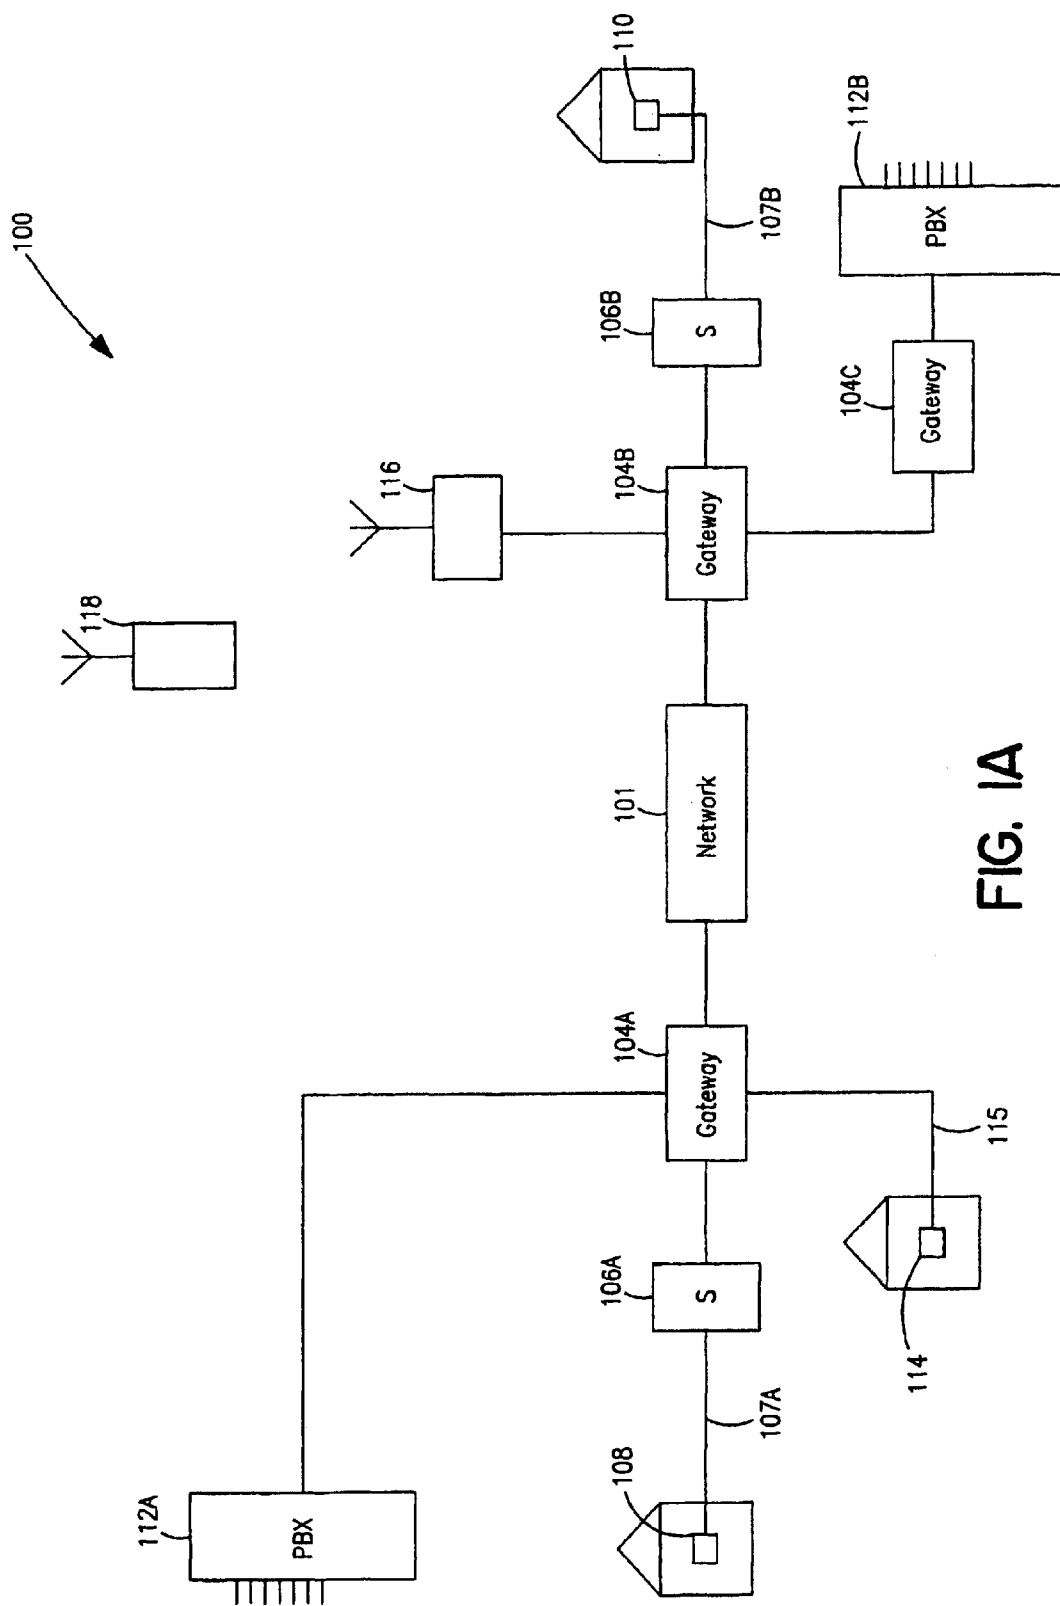 100
118
116
110
112A
PBX
104A
Gateway
101
Network
104B
Gateway
106B
S
107B
108
107A
106A
S
104C
Gateway
112B
PBX
114
115
FIG. 1A